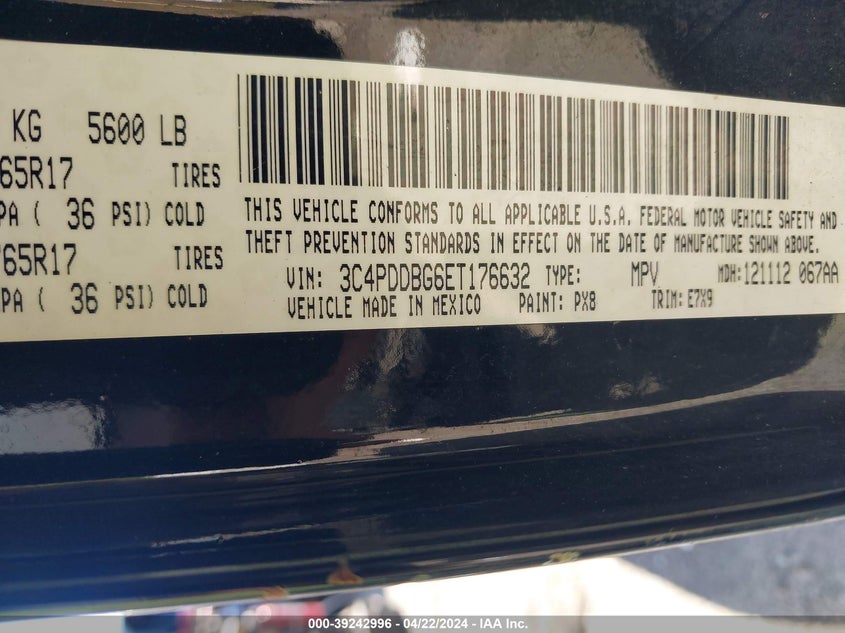 KG 5600 LB
65R17 TIRES
PA ( 36 PSI) COLD
65R17 TIRES
PA ( 36 PSI) COLD
THIS VEHICLE CONFORMS TO ALL APPLICABLE U.S.A. FEDERAL MOTOR VEHICLE SAFETY AND
THEFT PREVENTION STANDARDS IN EFFECT ON THE DATE OF MANUFACTURE SHOWN ABOVE.
VIN: 3C4PDDBG6ET176632 TYPE: MPV MDH:121112 067AA
VEHICLE MADE IN MEXICO PAINT: PX8 TRIM: E7X9
000-39242996 - 04/22/2024 - IAA Inc.